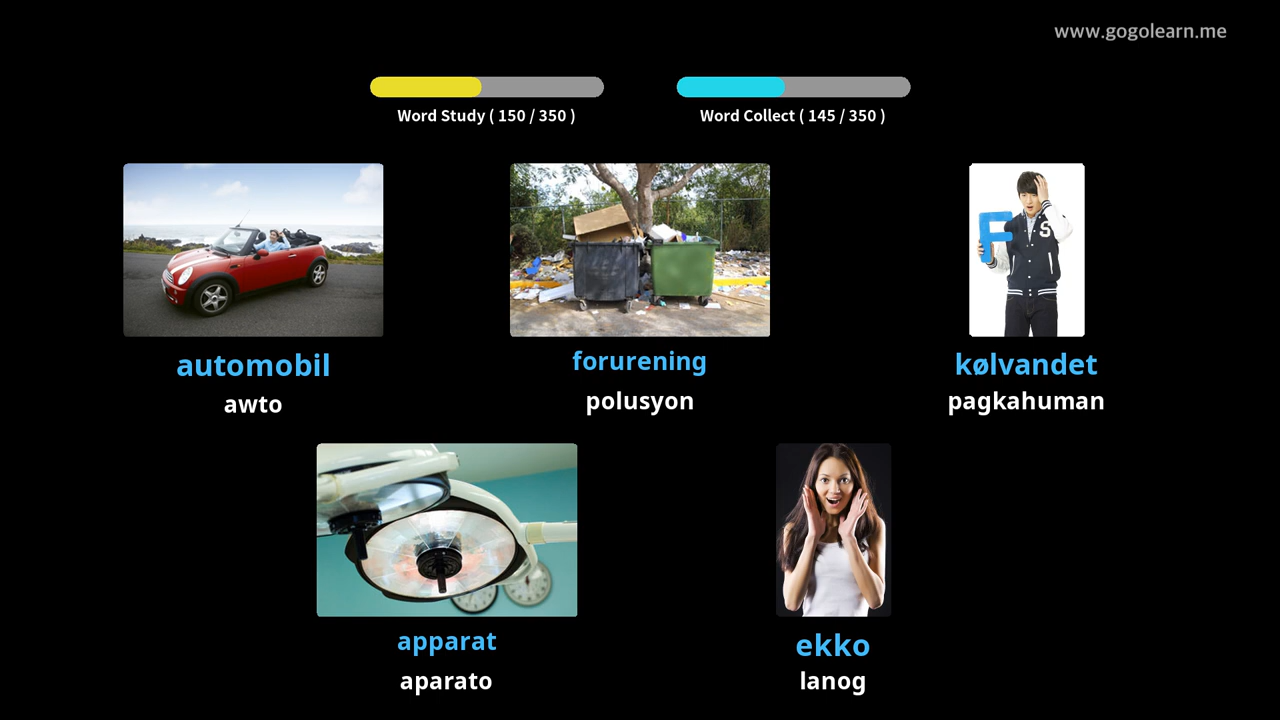 www.gogolearn.me
Word Study ( 150 / 350 )
Word Collect ( 145 / 350 )
automobil
awto
forurening
polusyon
F
S
kølvandet
pagkahuman
apparat
aparato
ekko
lanog